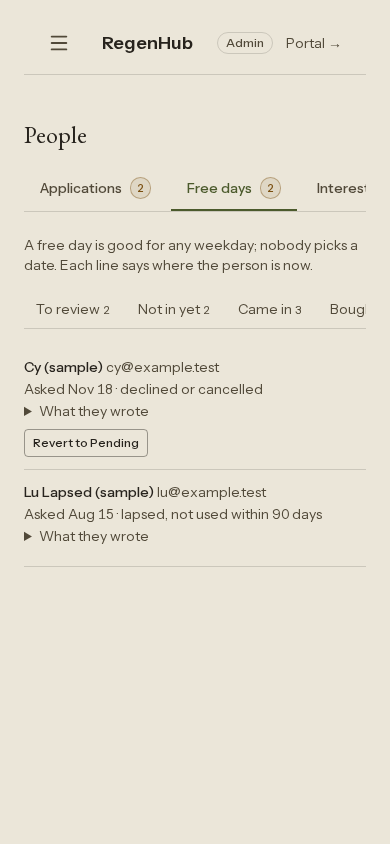 RegenHub Admin Portal →
People
Applications 2 Free days 2 Interest
A free day is good for any weekday; nobody picks a
date. Each line says where the person is now.
To review 2 Not in yet 2 Came in 3
Cy (sample) cy@example.test
Asked Nov 18 · declined or cancelled
▶ What they wrote
Revert to Pending
Lu Lapsed (sample) lu@example.test
Asked Aug 15 · lapsed, not used within 90 days
▶ What they wrote